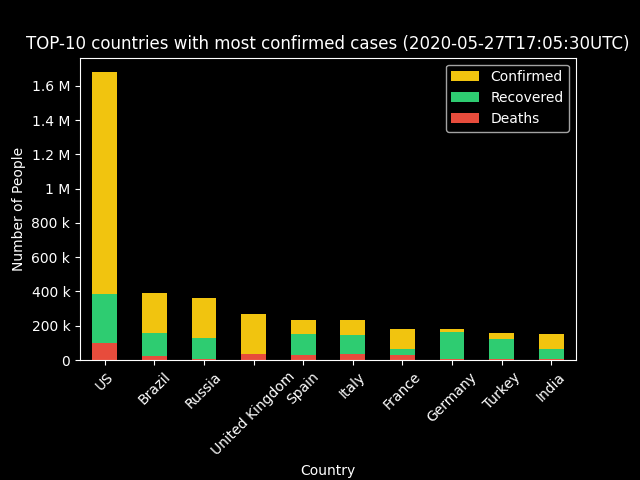 TOP-10 countries with most confirmed cases (2020-05-27T17:05:30UTC)
Confirmed
Recovered
Deaths
Number of People
1.6 M
1.4 M
1.2 M
1 M
800 k
600 k
400 k
200 k
0
US
Brazil
Russia
United Kingdom
Spain
Italy
France
Germany
Turkey
India
Country